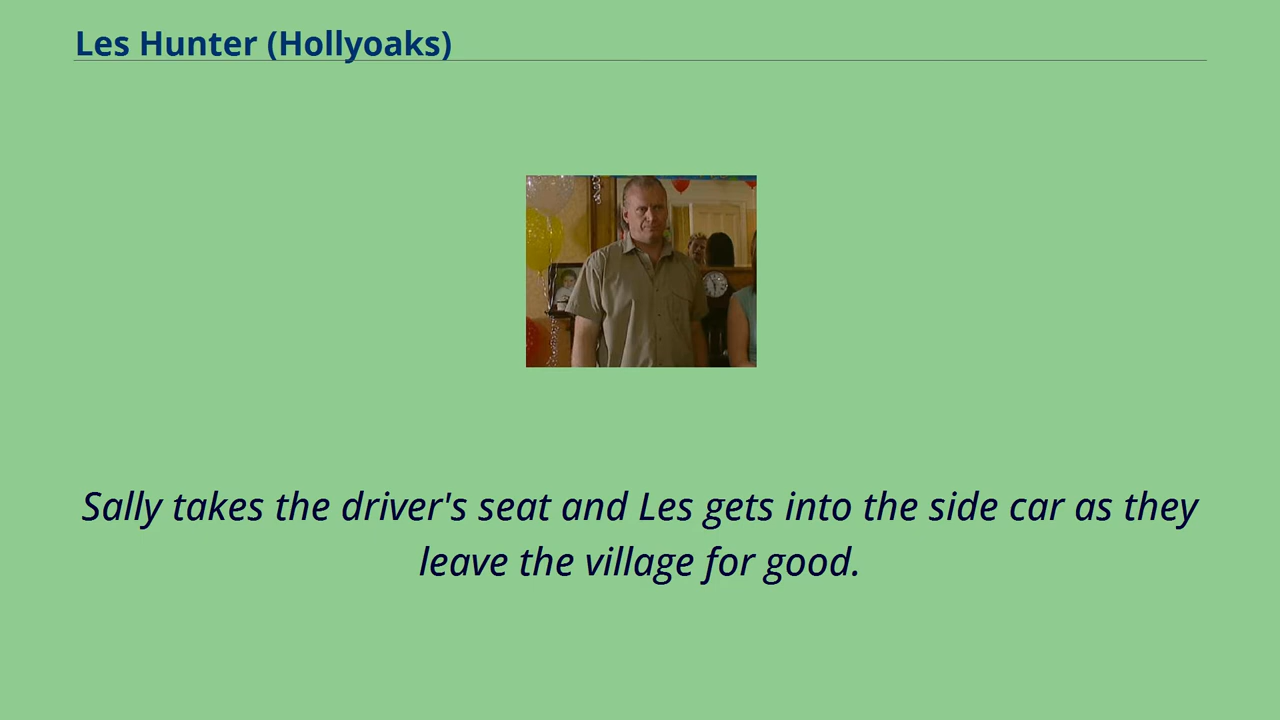 Les Hunter (Hollyoaks)
Sally takes the driver's seat and Les gets into the side car as they
leave the village for good.